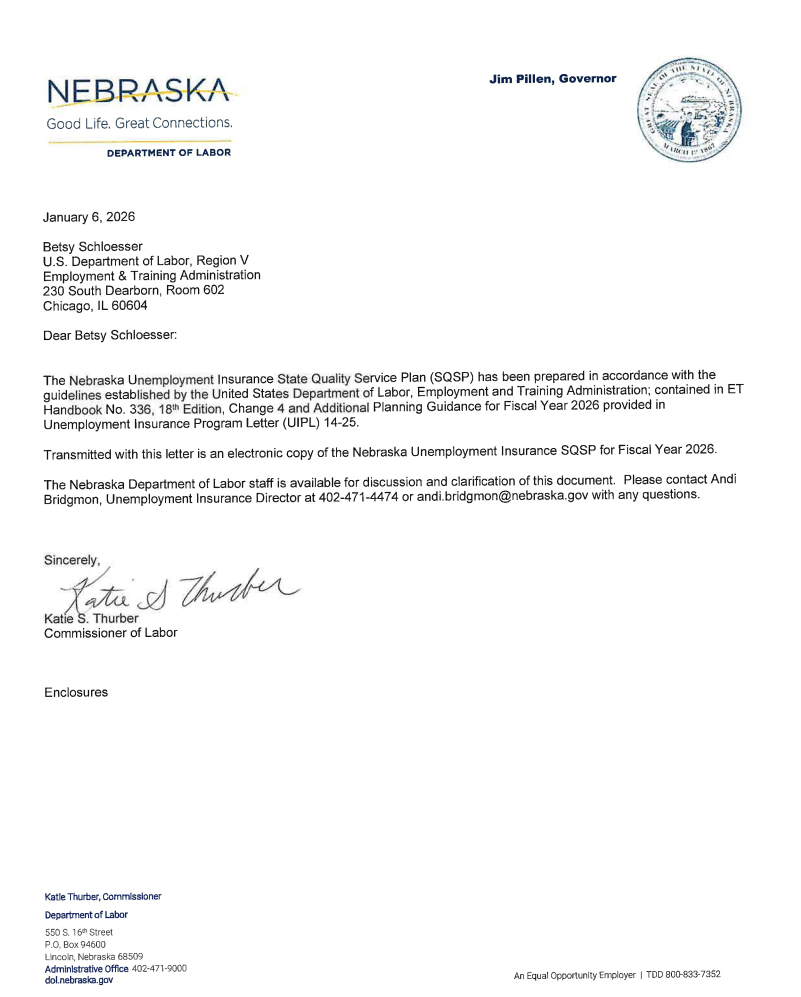 NEBRASKA
Good Life. Great Connections.
DEPARTMENT OF LABOR
Jim Pillen, Governor
GREAT SEAL OF THE STATE OF NEBRASKA
MARCH 1ST 1867
January 6, 2026
Betsy Schloesser
U.S. Department of Labor, Region V
Employment & Training Administration
230 South Dearborn, Room 602
Chicago, IL 60604
Dear Betsy Schloesser:
The Nebraska Unemployment Insurance State Quality Service Plan (SQSP) has been prepared in accordance with the
guidelines established by the United States Department of Labor, Employment and Training Administration; contained in ET
Handbook No. 336, 18th Edition, Change 4 and Additional Planning Guidance for Fiscal Year 2026 provided in
Unemployment Insurance Program Letter (UIPL) 14-25.
Transmitted with this letter is an electronic copy of the Nebraska Unemployment Insurance SQSP for Fiscal Year 2026.
The Nebraska Department of Labor staff is available for discussion and clarification of this document.  Please contact Andi
Bridgmon, Unemployment Insurance Director at 402-471-4474 or andi.bridgmon@nebraska.gov with any questions.
Sincerely,
Katie S Thurber
Katie S. Thurber
Commissioner of Labor
Enclosures
Katie Thurber, Commissioner
Department of Labor
550 S. 16th Street
P.O. Box 94600
Lincoln, Nebraska 68509
Administrative Office 402-471-9000
dol.nebraska.gov
An Equal Opportunity Employer | TDD 800-833-7352